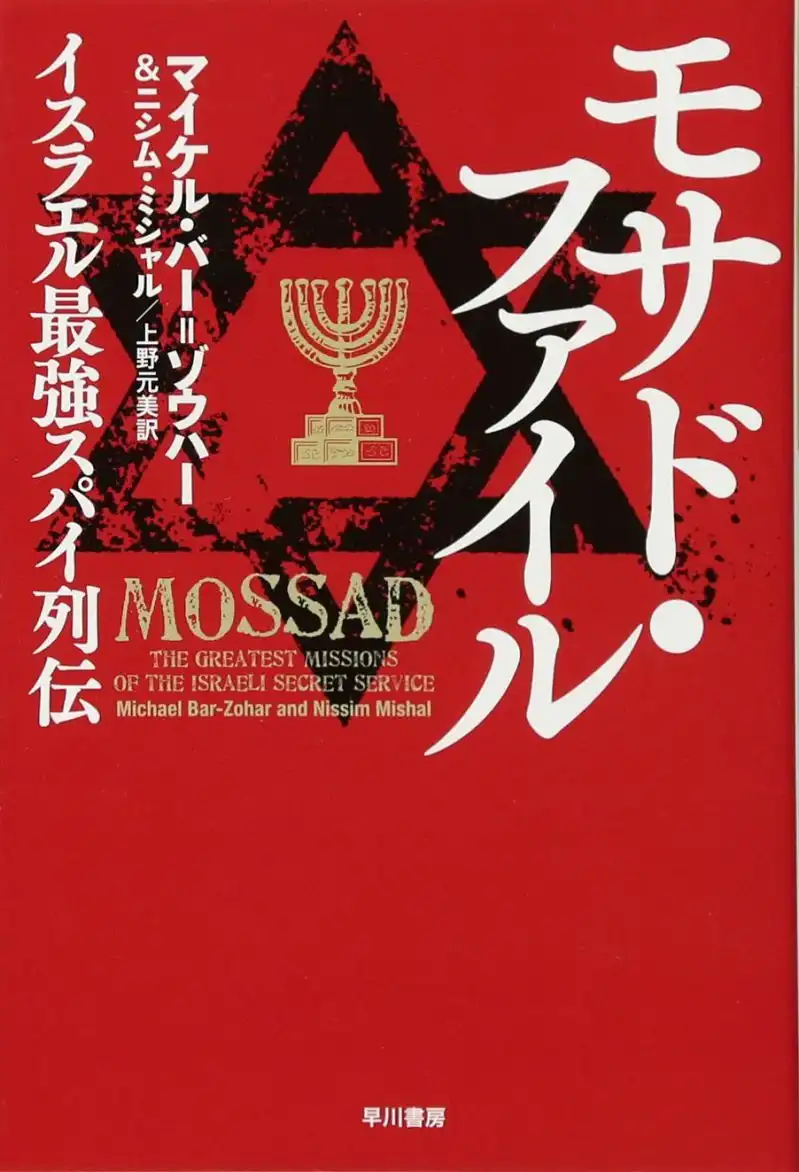 モサド・
ファイル
マイケル・バー=ゾウハー
&ニシム・ミシャル/上野元美訳
イスラエル最強スパイ列伝
MOSSAD
THE GREATEST MISSIONS
OF THE ISRAELI SECRET SERVICE
Michael Bar-Zohar and Nissim Mishal
早川書房